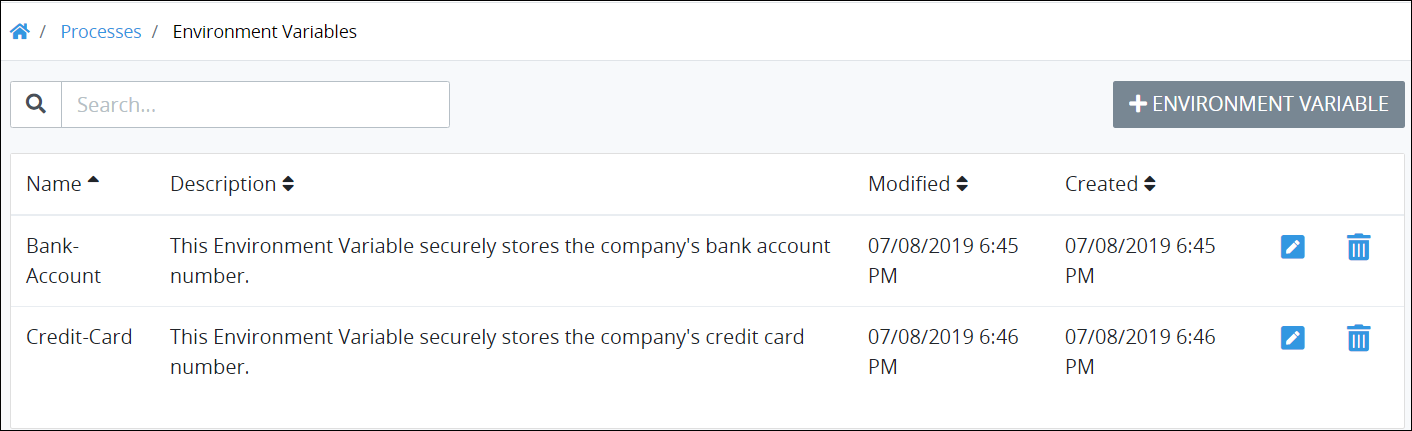 / Processes / Environment Variables
Search...
+ ENVIRONMENT VARIABLE
Name Description Modified Created
Bank- This Environment Variable securely stores the company's bank account 07/08/2019 6:45 07/08/2019 6:45
Account number. PM PM
Credit-Card This Environment Variable securely stores the company's credit card 07/08/2019 6:46 07/08/2019 6:46
number. PM PM